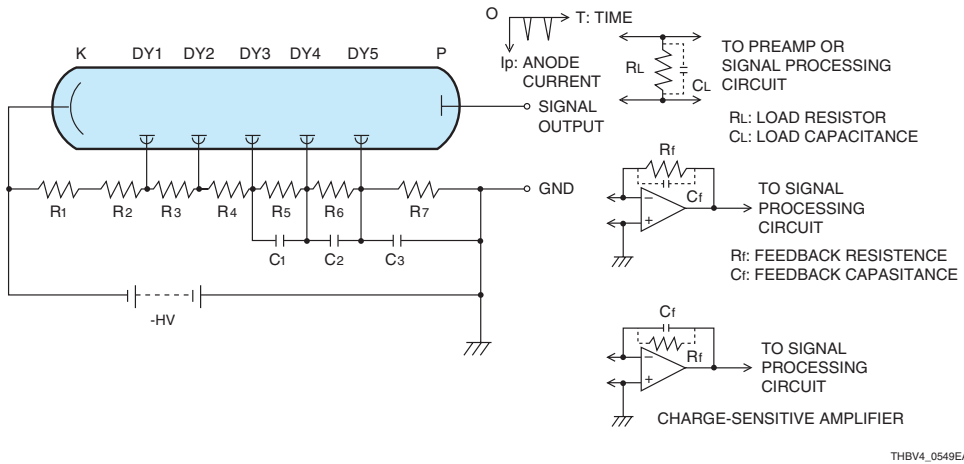 K DY1 DY2 DY3 DY4 DY5 P
O
T: TIME
Ip: ANODE
CURRENT
SIGNAL
OUTPUT
GND
R1 R2 R3 R4 R5 R6 R7
C1 C2 C3
-HV
RL
CL
TO PREAMP OR
SIGNAL PROCESSING
CIRCUIT
RL: LOAD RESISTOR
CL: LOAD CAPACITANCE
Rf
Cf
−
+
TO SIGNAL
PROCESSING
CIRCUIT
Rf: FEEDBACK RESISTENCE
Cf: FEEDBACK CAPASITANCE
Cf
Rf
−
+
TO SIGNAL
PROCESSING
CIRCUIT
CHARGE-SENSITIVE AMPLIFIER